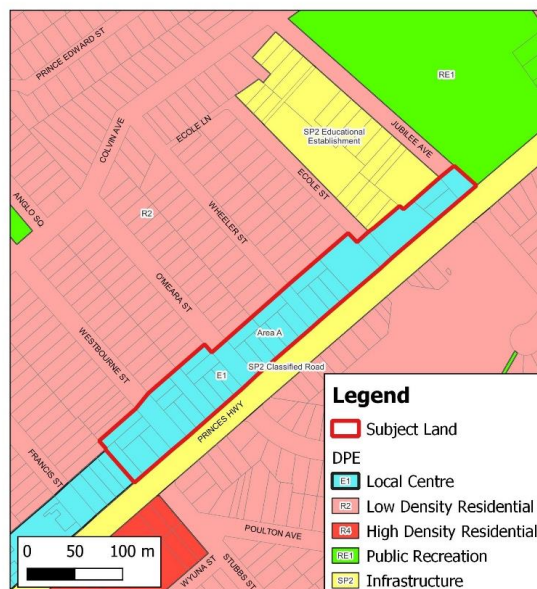 PRINCE EDWARD ST
COLVIN AVE
ECOLE LN
RE1
SP2 Educational
Establishment
JUBILEE AVE
ECOLE ST
ANGLO SQ
R2
WHEELER ST
O'MEARA ST
WESTBOURNE ST
Area A
E1
SP2 Classified Road
PRINCES HWY
FRANCIS ST
POULTON AVE
WYUNA ST
STUBBS ST
0 50 100 m
Legend
Subject Land
DPE
E1 Local Centre
R2 Low Density Residential
R4 High Density Residential
RE1 Public Recreation
SP2 Infrastructure